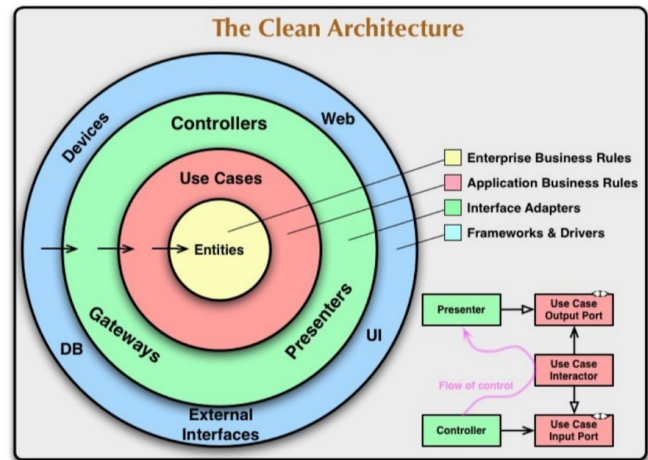 The Clean Architecture
Devices
Web
Controllers
Use Cases
Entities
Gateways
Presenters
DB
UI
External
Interfaces
Enterprise Business Rules
Application Business Rules
Interface Adapters
Frameworks & Drivers
Presenter
Use Case
Output Port
<I>
Flow of control
Use Case
Interactor
Controller
Use Case
Input Port
<I>